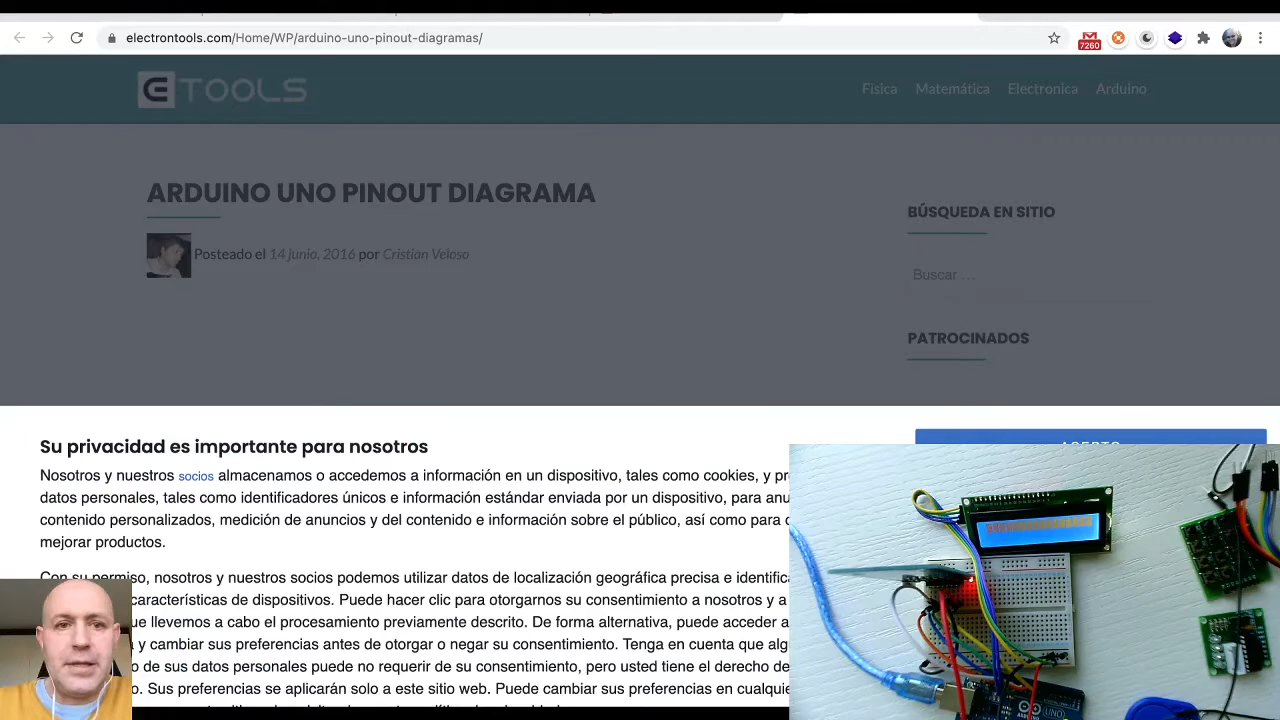 electrontools.com/Home/WP/arduino-uno-pinout-diagramas/
7260
E TOOLS
Física Matemática Electronica Arduino
ARDUINO UNO PINOUT DIAGRAMA
Posteado el 14 junio, 2016 por Cristian Veloso
BÚSQUEDA EN SITIO
Buscar ...
PATROCINADOS
Su privacidad es importante para nosotros
ACEPTO
Nosotros y nuestros socios almacenamos o accedemos a información en un dispositivo, tales como cookies, y
datos personales, tales como identificadores únicos e información estándar enviada por un dispositivo, para
contenido personalizados, medición de anuncios y del contenido e información sobre el público, así como para
mejorar productos.
Con su permiso, nosotros y nuestros socios podemos utilizar datos de localización geográfica precisa e
características de dispositivos. Puede hacer clic para otorgarnos su consentimiento a nosotros y a
que llevemos a cabo el procesamiento previamente descrito. De forma alternativa, puede acceder a
y cambiar sus preferencias antes de otorgar o negar su consentimiento. Tenga en cuenta que
de sus datos personales puede no requerir de su consentimiento, pero usted tiene el derecho de
Sus preferencias se aplicarán solo a este sitio web. Puede cambiar sus preferencias en
UNO
ARDUINO